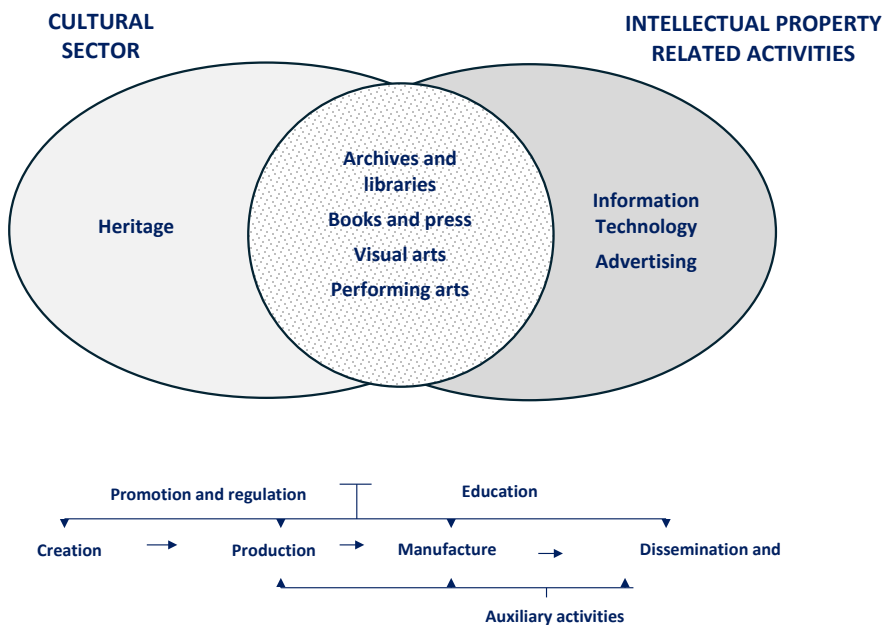 CULTURAL
SECTOR
INTELLECTUAL PROPERTY
RELATED ACTIVITIES
Heritage
Archives and
libraries
Books and press
Visual arts
Performing arts
Information
Technology
Advertising
Promotion and regulation
Education
Creation
Production
Manufacture
Dissemination and
Auxiliary activities